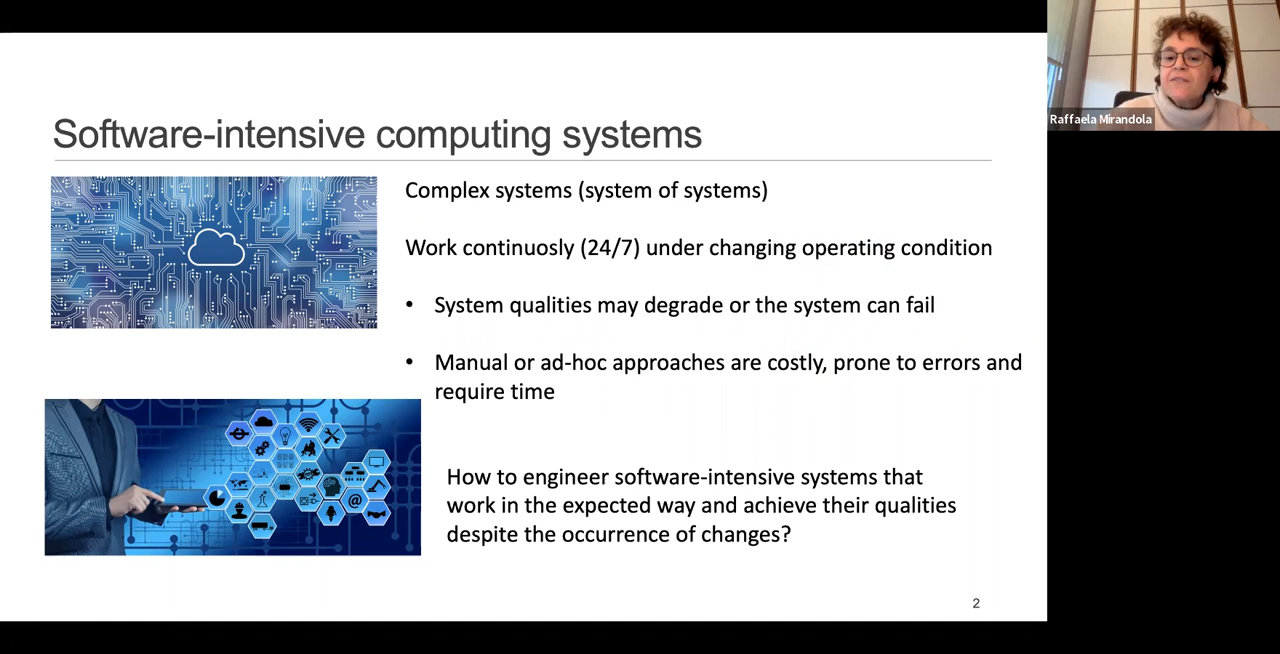 Software-intensive computing systems
Raffaela Mirandola
Complex systems (system of systems)
Work continuosly (24/7) under changing operating condition
• System qualities may degrade or the system can fail
• Manual or ad-hoc approaches are costly, prone to errors and
require time
@
How to engineer software-intensive systems that
work in the expected way and achieve their qualities
despite the occurrence of changes?
2